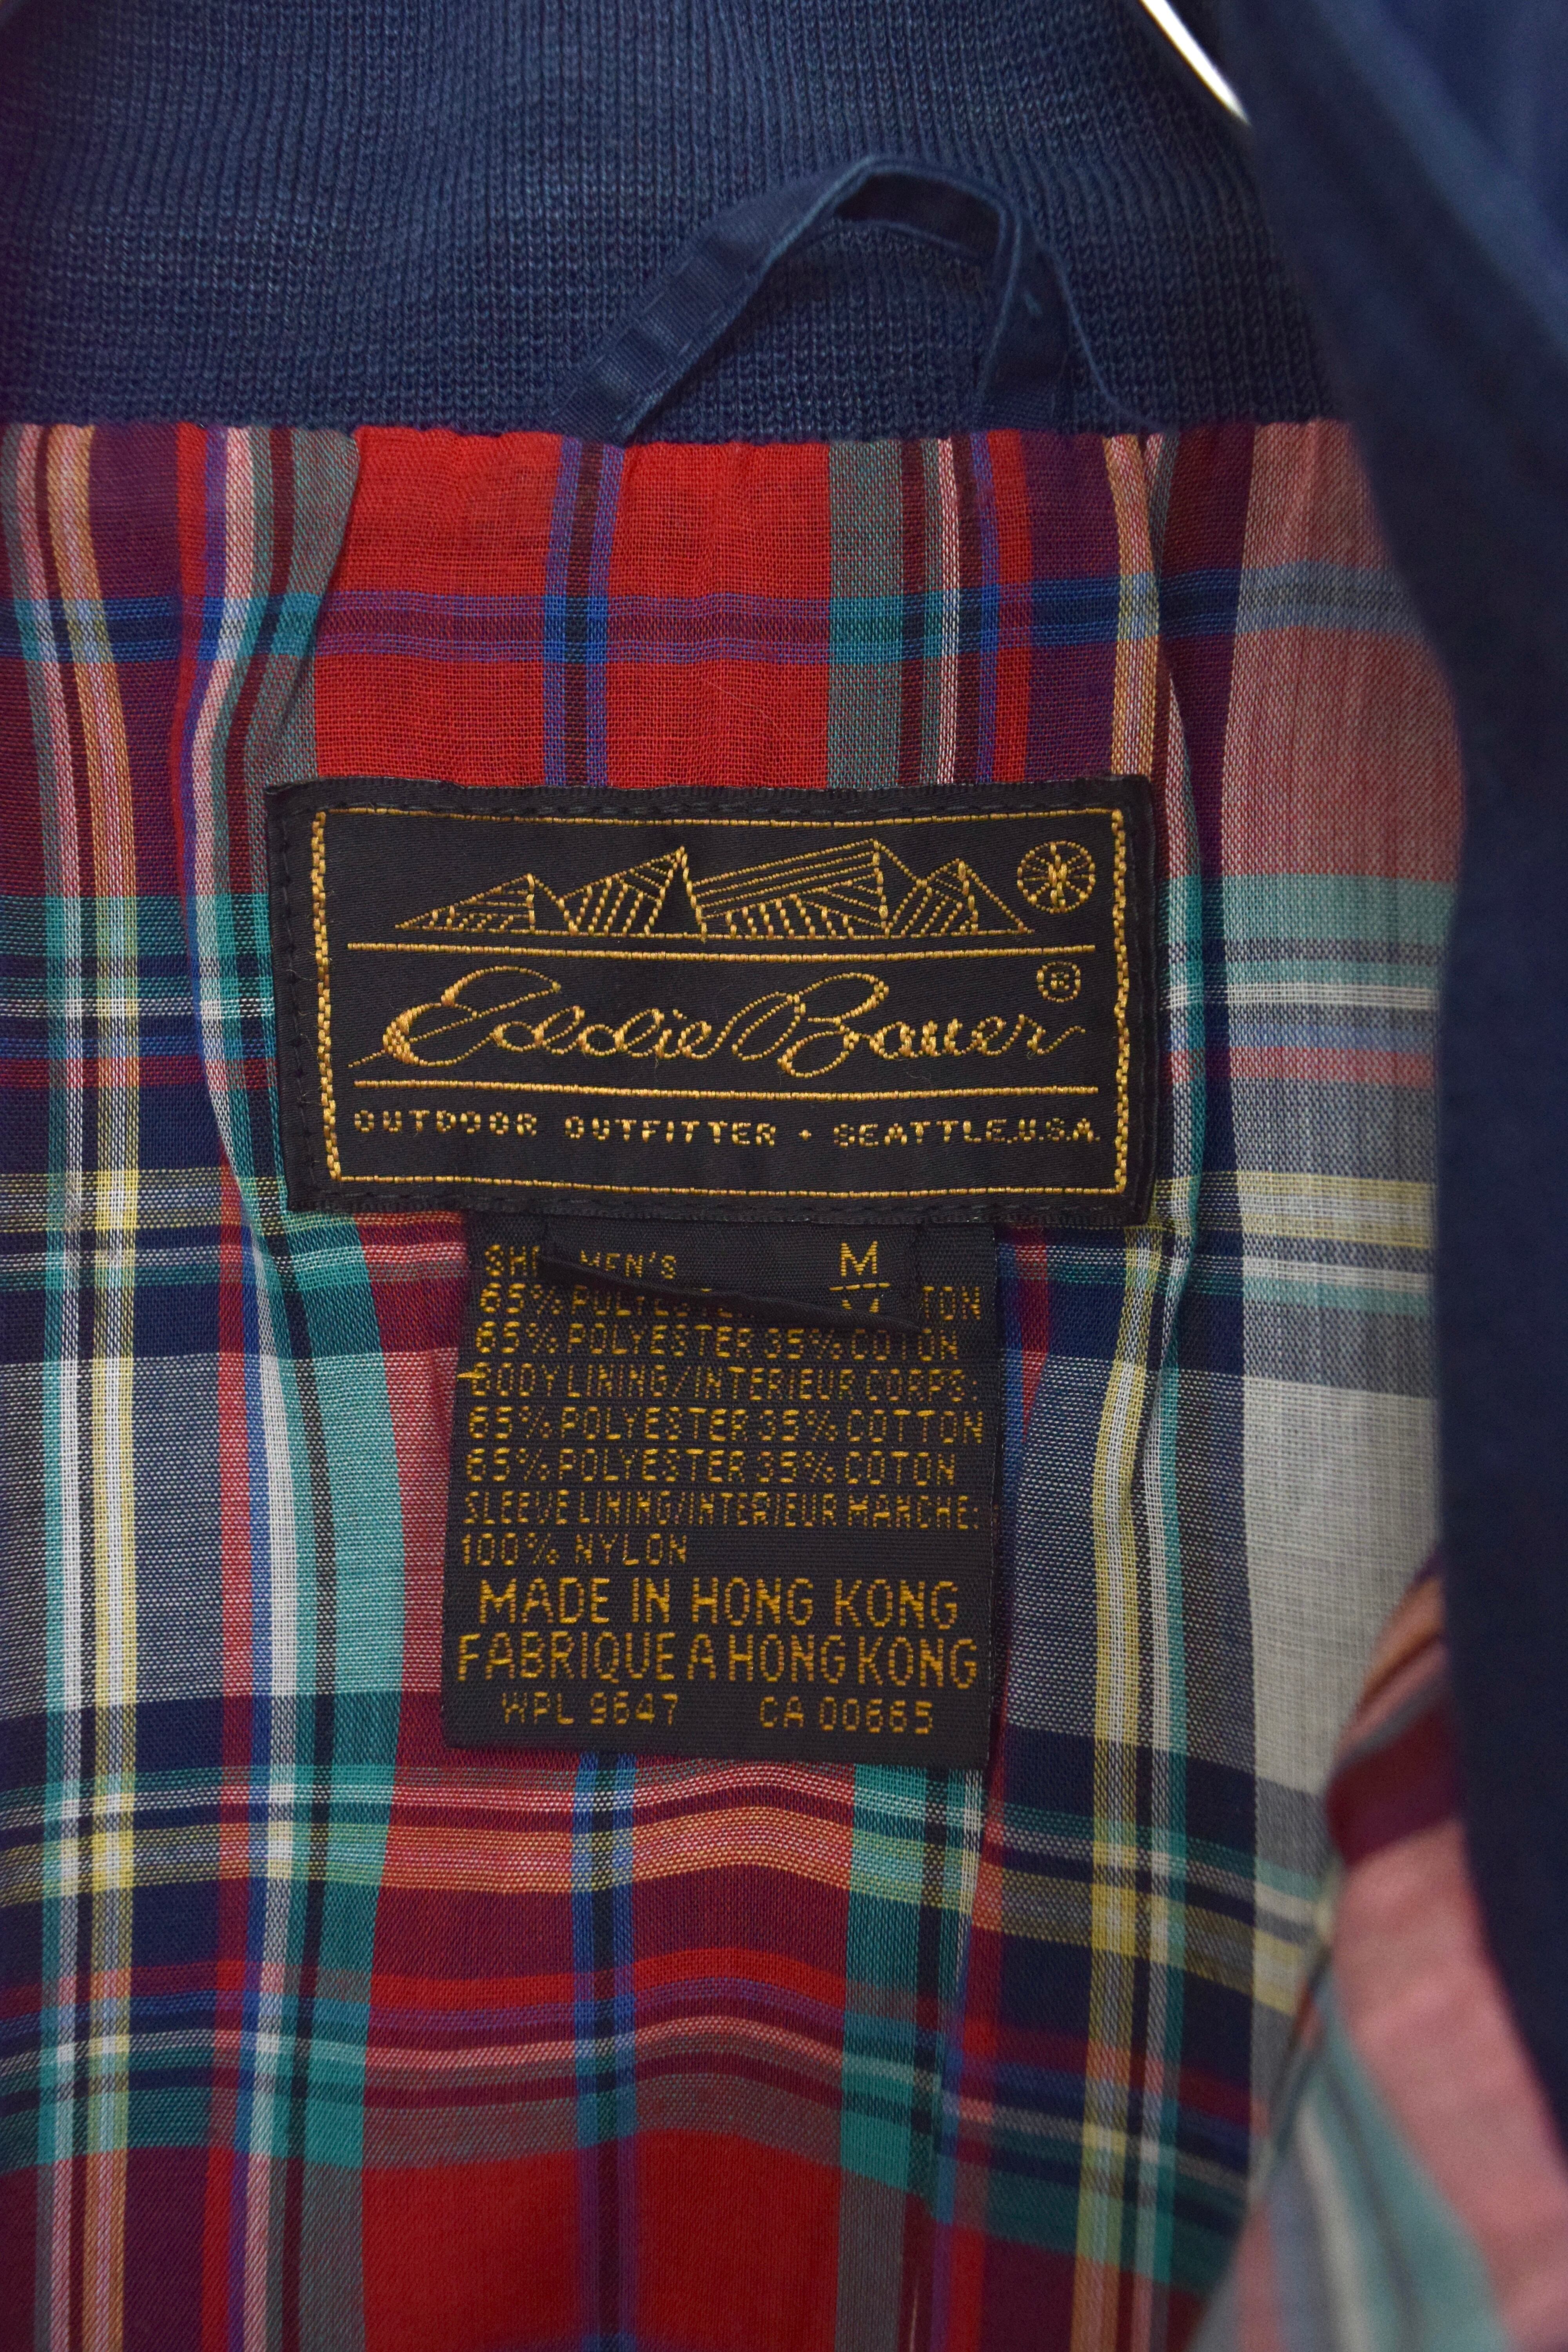 Eddie Bauer ®
OUTDOOR OUTFITTER • SEATTLE, U.S.A.
MEN'S M
65% POLYESTER 35% COTON
BODY LINING/INTERIEUR CORPS:
65% POLYESTER 35% COTTON
65% POLYESTER 35% COTON
SLEEVE LINING/INTERIEUR MANCHE:
100% NYLON
MADE IN HONG KONG
FABRIQUE A HONG KONG
WPL 9647 CA 00665